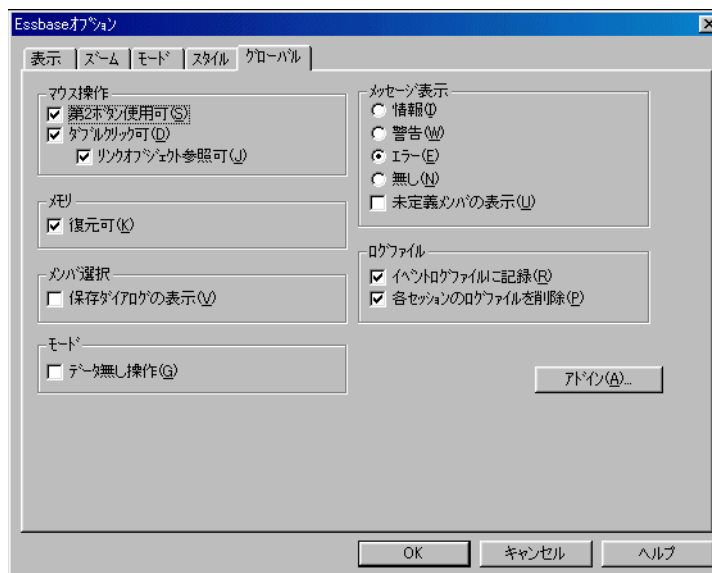 Essbaseｵﾌﾟｼｮﾝ
表示
ｽﾞｰﾑ
ﾓｰﾄﾞ
ｽﾀｲﾙ
ｸﾞﾛｰﾊﾞﾙ
ﾏｳｽ操作
第2ﾎﾞﾀﾝ使用可(S)
ﾀﾞﾌﾞﾙｸﾘｯｸ可(D)
ﾘﾝｸｵﾌﾞｼﾞｪｸﾄ参照可(J)
ﾒﾓﾘ
復元可(K)
ﾒﾝﾊﾞ選択
保存ﾀﾞｲｱﾛｸﾞの表示(V)
ﾓｰﾄﾞ
ﾃﾞｰﾀ無し操作(G)
ﾒｯｾｰｼﾞ表示
情報(I)
警告(W)
ｴﾗｰ(E)
無し(N)
未定義ﾒﾝﾊﾞの表示(U)
ﾛｸﾞﾌｧｲﾙ
ｲﾍﾞﾝﾄﾛｸﾞﾌｧｲﾙに記録(R)
各ｾｯｼｮﾝのﾛｸﾞﾌｧｲﾙを削除(P)
ｱﾄﾞｲﾝ(A)...
OK
キャンセル
ヘルプ